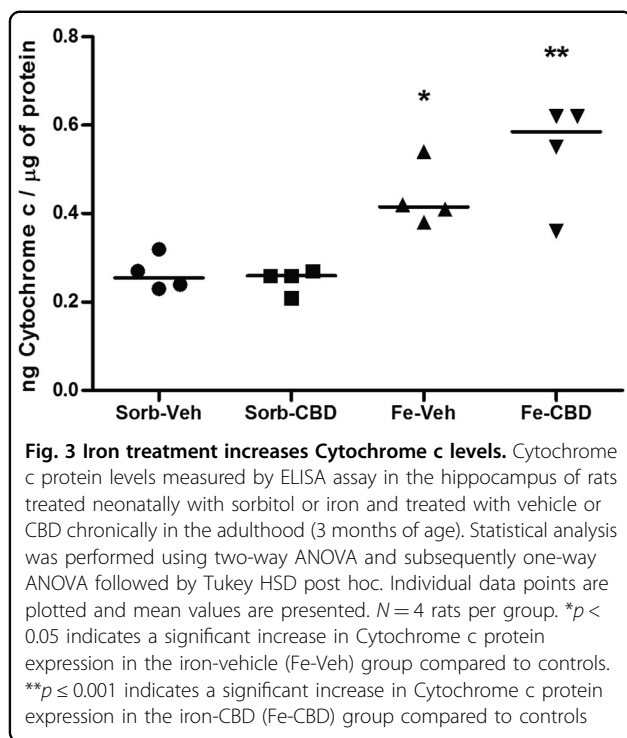 0.8
**
*
0.6
0.4
0.2
0.0
ng Cytochrome c / µg of protein
Sorb-Veh Sorb-CBD Fe-Veh Fe-CBD
Fig. 3 Iron treatment increases Cytochrome c levels. Cytochrome
c protein levels measured by ELISA assay in the hippocampus of rats
treated neonatally with sorbitol or iron and treated with vehicle or
CBD chronically in the adulthood (3 months of age). Statistical analysis
was performed using two-way ANOVA and subsequently one-way
ANOVA followed by Tukey HSD post hoc. Individual data points are
plotted and mean values are presented. N = 4 rats per group. *p <
0.05 indicates a significant increase in Cytochrome c protein
expression in the iron-vehicle (Fe-Veh) group compared to controls.
**p ≤ 0.001 indicates a significant increase in Cytochrome c protein
expression in the iron-CBD (Fe-CBD) group compared to controls